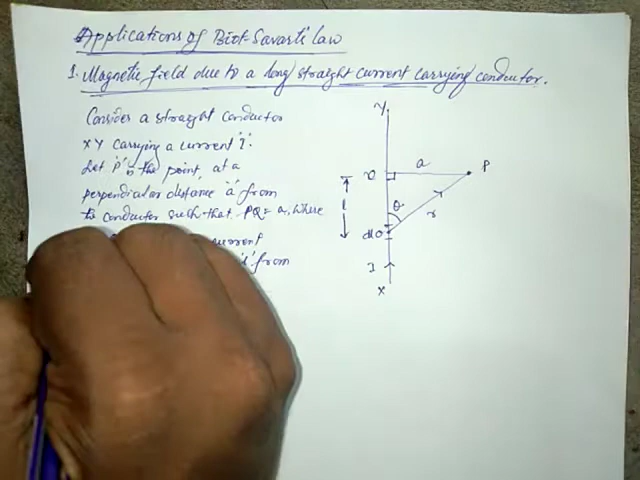 Applications of Biot-Savart's law
1. Magnetic field due to a long straight current carrying conductor.
Consider a straight conductor
XY carrying a current 'I'.
Let 'P' is the point, at a
perpendicular distance 'a' from
the conductor such that PQ = a, where
current
from
Y
a
P
l
θ
r
dl
I
X